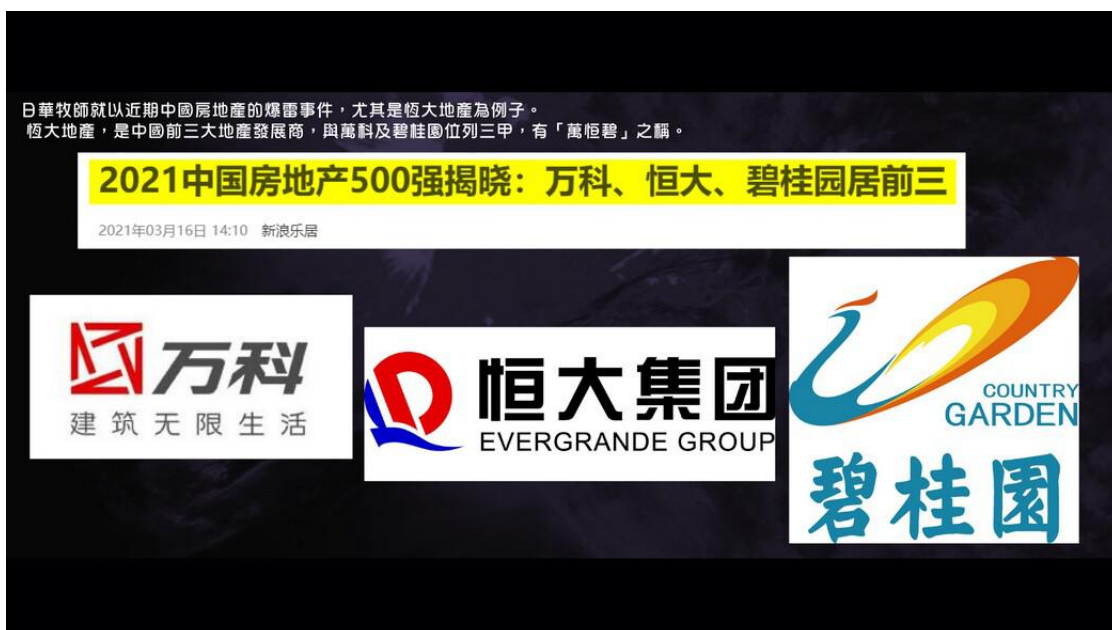 日華牧師就以近期中國房地產的爆雷事件，尤其是恆大地產為例子。
恆大地產，是中國前三大地產發展商，與萬科及碧桂園位列三甲，有「萬恆碧」之稱。
2021中国房地产500强揭晓：万科、恒大、碧桂园居前三
2021年03月16日 14:10 新浪乐居
万科
建筑无限生活
恒大集团
EVERGRANDE GROUP
COUNTRY
GARDEN
碧桂園